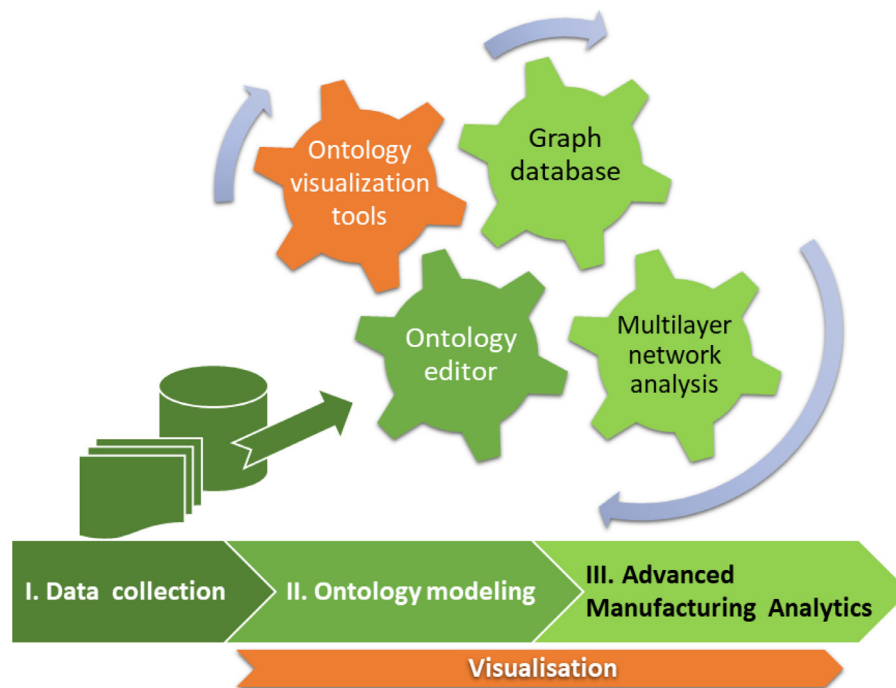 Ontology
visualization
tools
Graph
database
Ontology
editor
Multilayer
network
analysis
I. Data collection
II. Ontology modeling
III. Advanced
Manufacturing Analytics
Visualisation